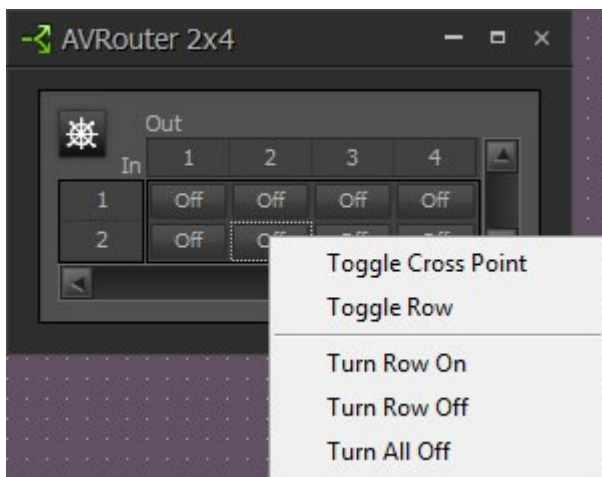 AVRouter 2x4
Out
In 1 2 3 4
1 Off Off Off Off
2 Off
Toggle Cross Point
Toggle Row
Turn Row On
Turn Row Off
Turn All Off